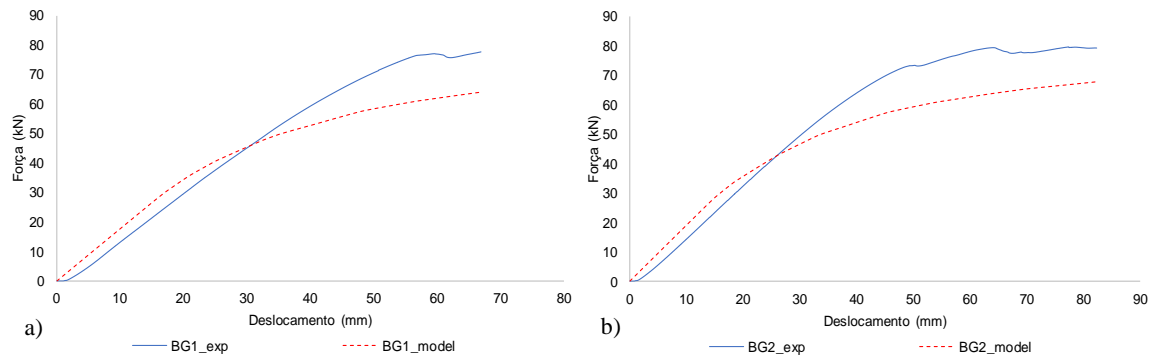 90
80
70
60
50
40
30
20
10
0
Força (kN)
0 10 20 30 40 50 60 70 80
Deslocamento (mm)
a)
BG1_exp BG1_model
90
80
70
60
50
40
30
20
10
0
Força (kN)
0 10 20 30 40 50 60 70 80 90
Deslocamento (mm)
b)
BG2_exp BG2_model